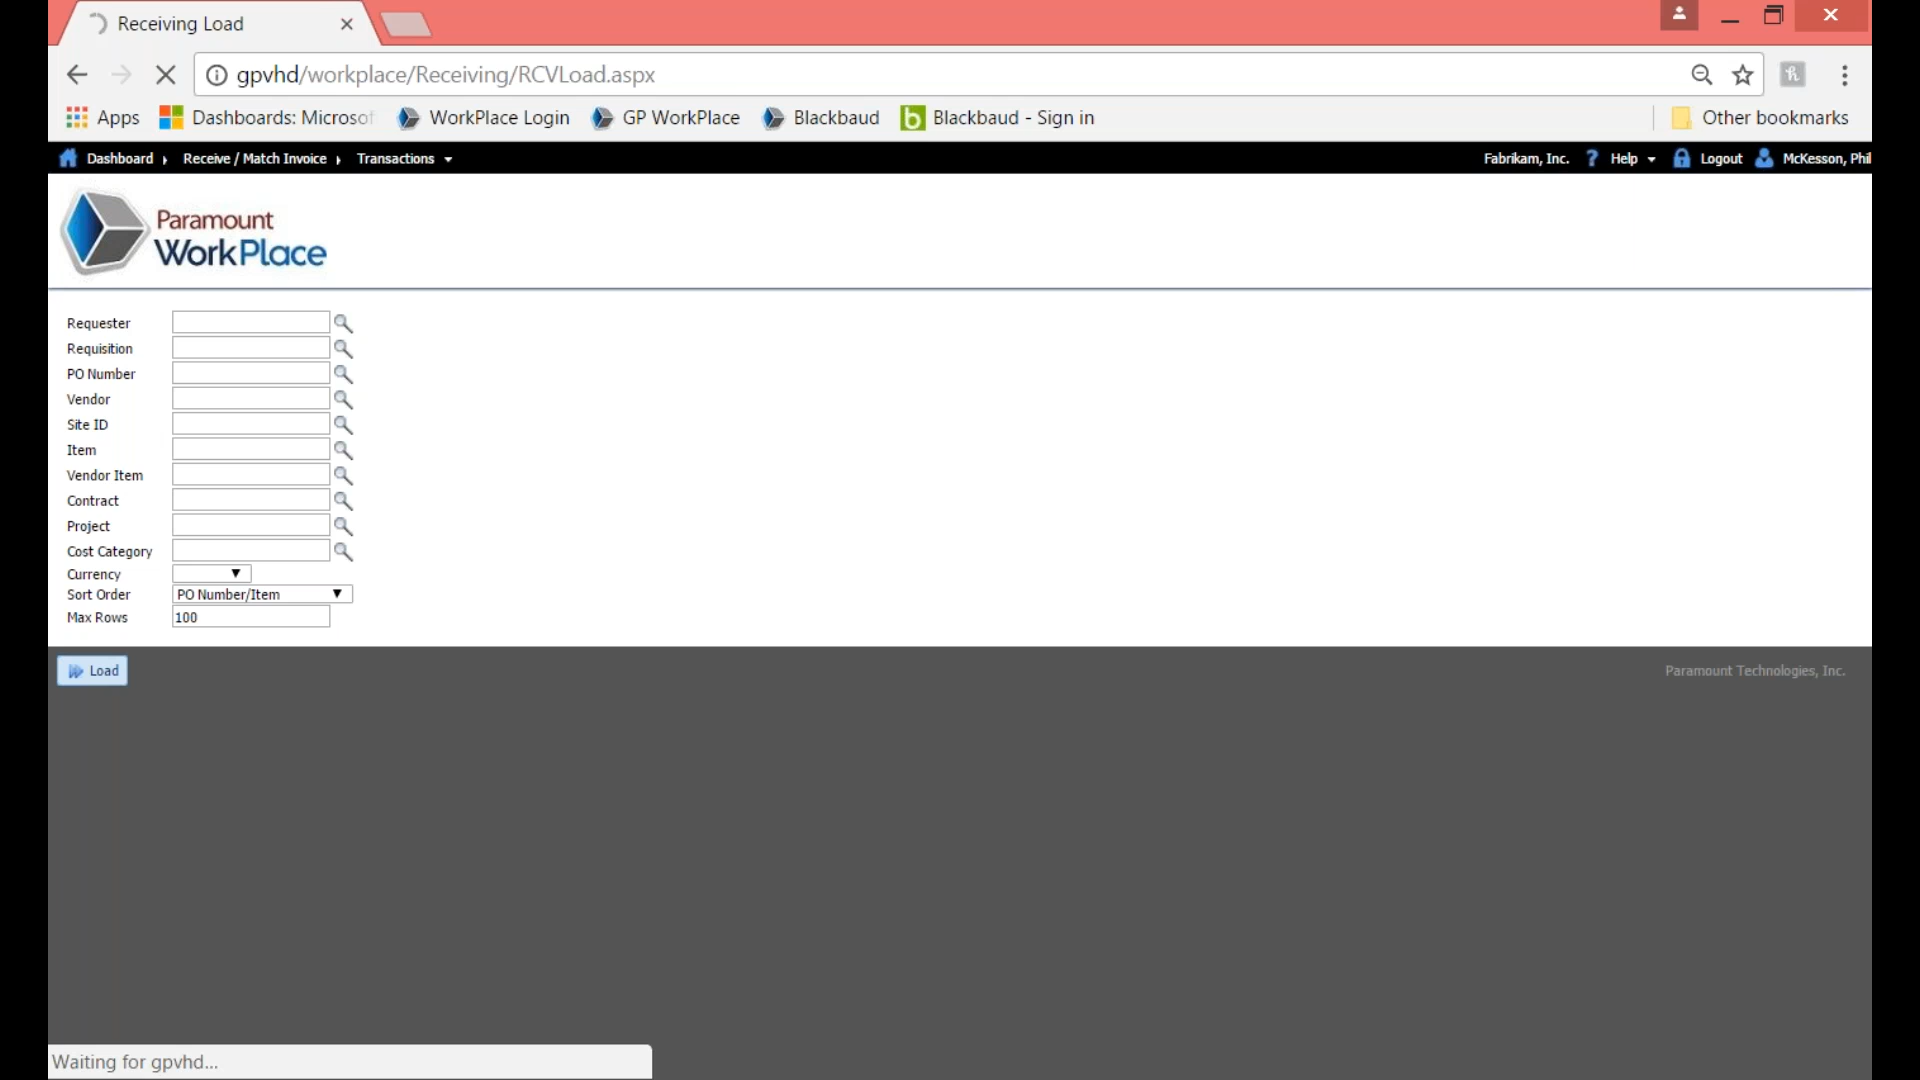 Receiving Load
gpvhd/workplace/Receiving/RCVLoad.aspx
Apps Dashboards: Microsof WorkPlace Login GP WorkPlace Blackbaud Blackbaud - Sign in Other bookmarks
Dashboard Receive / Match Invoice Transactions Fabrikam, Inc. ? Help Logout McKesson, Phil
Paramount
WorkPlace
Requester
Requisition
PO Number
Vendor
Site ID
Item
Vendor Item
Contract
Project
Cost Category
Currency
Sort Order PO Number/Item
Max Rows 100
Load Paramount Technologies, Inc.
Waiting for gpvhd...